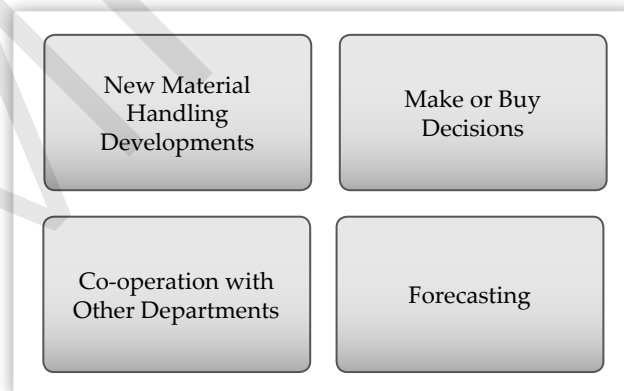 New Material
Handling
Developments
Make or Buy
Decisions
Co-operation with
Other Departments
Forecasting